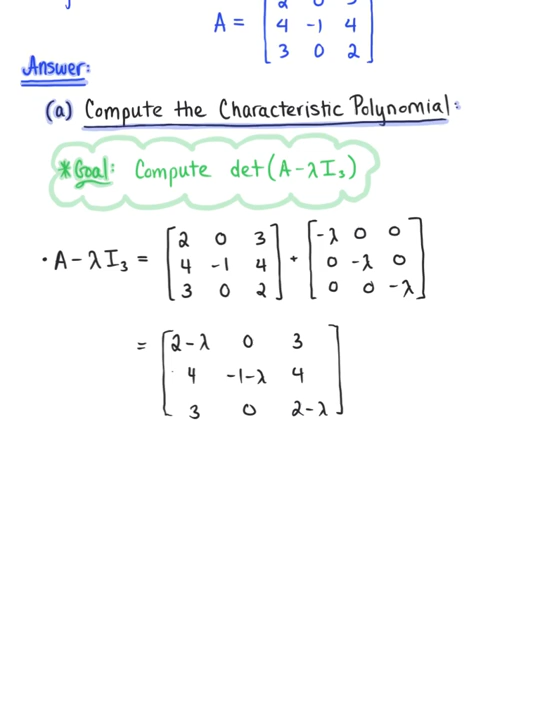 2 0 3
A = [4 -1 4]
3 0 2
Answer:
(a) Compute the Characteristic Polynomial:
*Goal: Compute det(A-λI₃)
[2 0 3] [-λ 0 0]
• A-λI₃ = [4 -1 4] + [0 -λ 0]
[3 0 2] [0 0 -λ]
[2-λ 0 3]
= [4 -1-λ 4]
[3 0 2-λ]